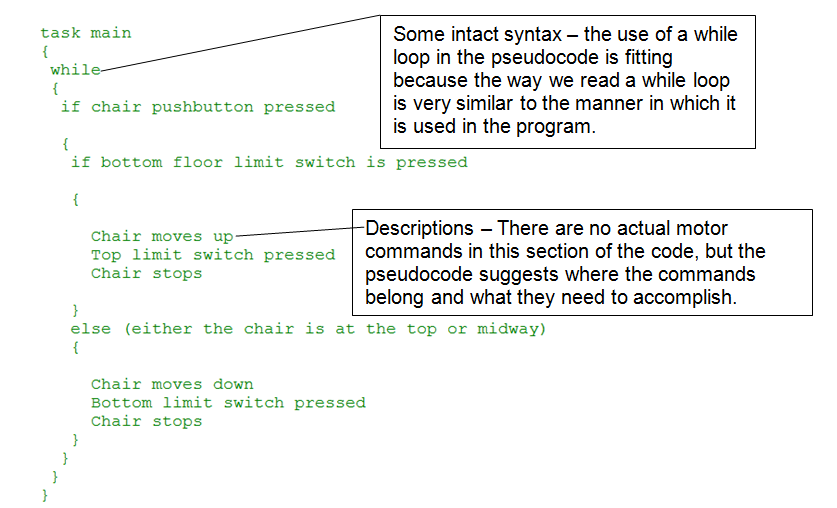 task main
{
while
{
if chair pushbutton pressed
{
if bottom floor limit switch is pressed
{
Chair moves up
Top limit switch pressed
Chair stops
}
else (either the chair is at the top or midway)
{
Chair moves down
Bottom limit switch pressed
Chair stops
}
}
}
}
Some intact syntax – the use of a while
loop in the pseudocode is fitting
because the way we read a while loop
is very similar to the manner in which it
is used in the program.
Descriptions – There are no actual motor
commands in this section of the code, but the
pseudocode suggests where the commands
belong and what they need to accomplish.